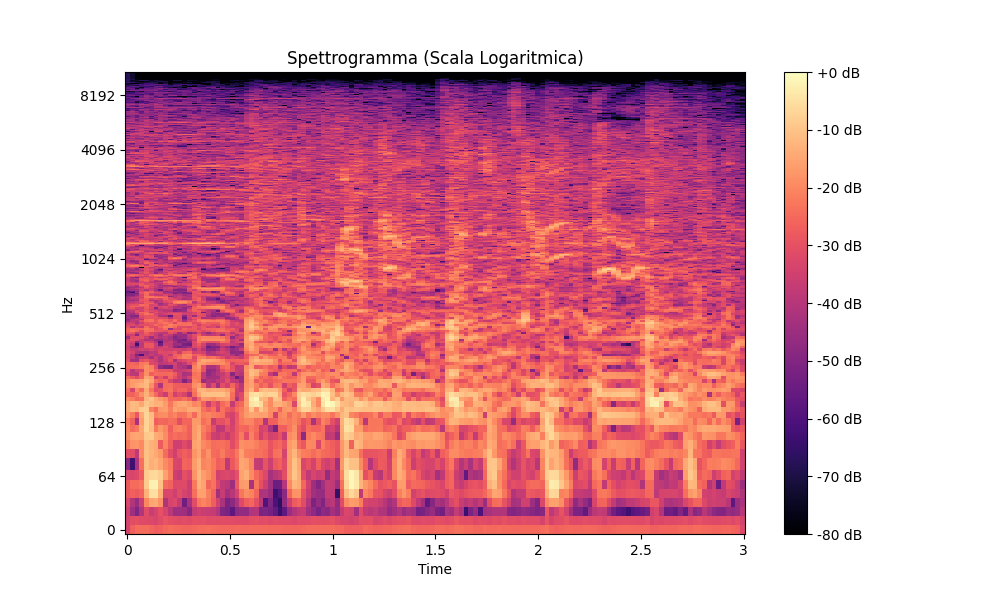 Spettrogramma (Scala Logaritmica)
8192
4096
2048
1024
512
256
128
64
0
Hz
0 0.5 1 1.5 2 2.5 3
Time
+0 dB
-10 dB
-20 dB
-30 dB
-40 dB
-50 dB
-60 dB
-70 dB
-80 dB